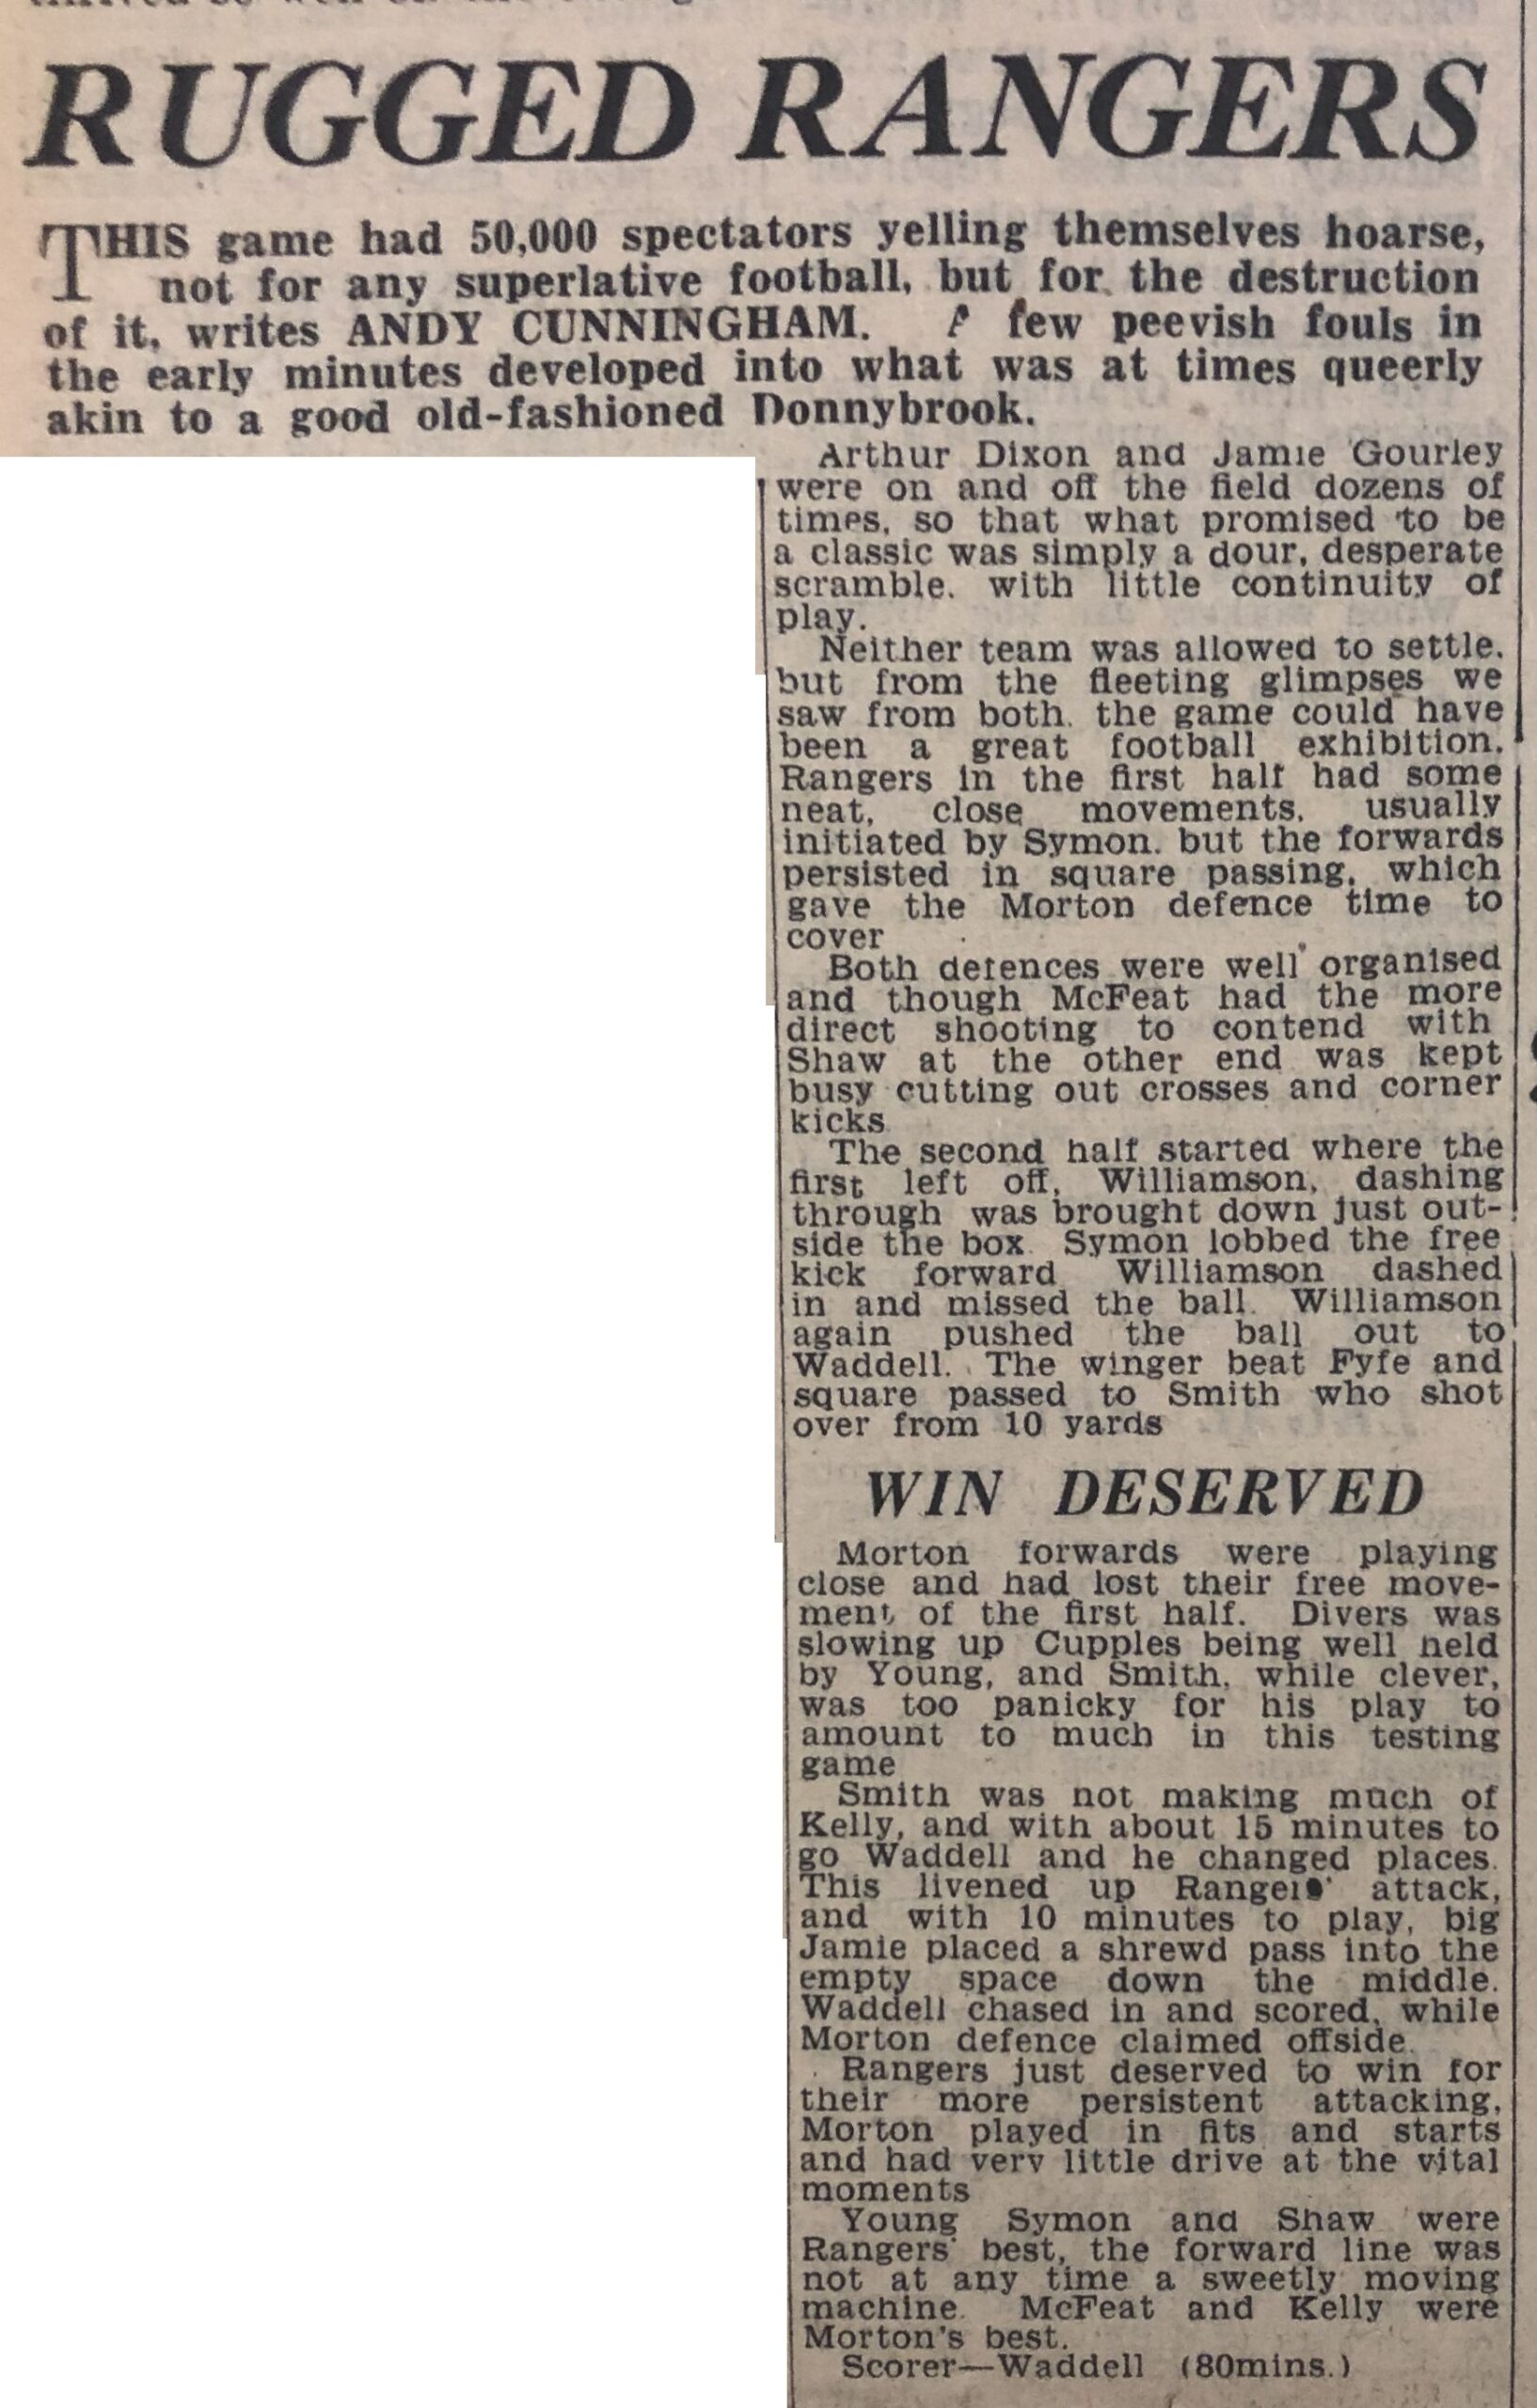 RUGGED RANGERS
THIS game had 50,000 spectators yelling themselves hoarse,
not for any superlative football, but for the destruction
of it, writes ANDY CUNNINGHAM. A few peevish fouls in
the early minutes developed into what was at times queerly
akin to a good old-fashioned Donnybrook.
Arthur Dixon and Jamie Gourley
were on and off the field dozens of
times, so that what promised to be
a classic was simply a dour, desperate
scramble, with little continuity of
play.
Neither team was allowed to settle,
but from the fleeting glimpses we
saw from both, the game could have
been a great football exhibition.
Rangers in the first half had some
neat, close movements, usually
initiated by Symon, but the forwards
persisted in square passing, which
gave the Morton defence time to
cover
Both defences were well organised
and though McFeat had the more
direct shooting to contend with
Shaw at the other end was kept
busy cutting out crosses and corner
kicks
The second half started where the
first left off, Williamson, dashing
through was brought down just out-
side the box Symon lobbed the free
kick forward Williamson dashed
in and missed the ball. Williamson
again pushed the ball out to
Waddell. The winger beat Fyfe and
square passed to Smith who shot
over from 10 yards
WIN DESERVED
Morton forwards were playing
close and had lost their free move-
ment of the first half. Divers was
slowing up Cupples being well held
by Young, and Smith, while clever,
was too panicky for his play to
amount to much in this testing
game
Smith was not making much of
Kelly, and with about 15 minutes to
go Waddell and he changed places.
This livened up Rangers' attack,
and with 10 minutes to play, big
Jamie placed a shrewd pass into the
empty space down the middle.
Waddell chased in and scored, while
Morton defence claimed offside.
Rangers just deserved to win for
their more persistent attacking,
Morton played in fits and starts
and had very little drive at the vital
moments
Young Symon and Shaw were
Rangers' best, the forward line was
not at any time a sweetly moving
machine. McFeat and Kelly were
Morton's best.
Scorer—Waddell (80mins.)